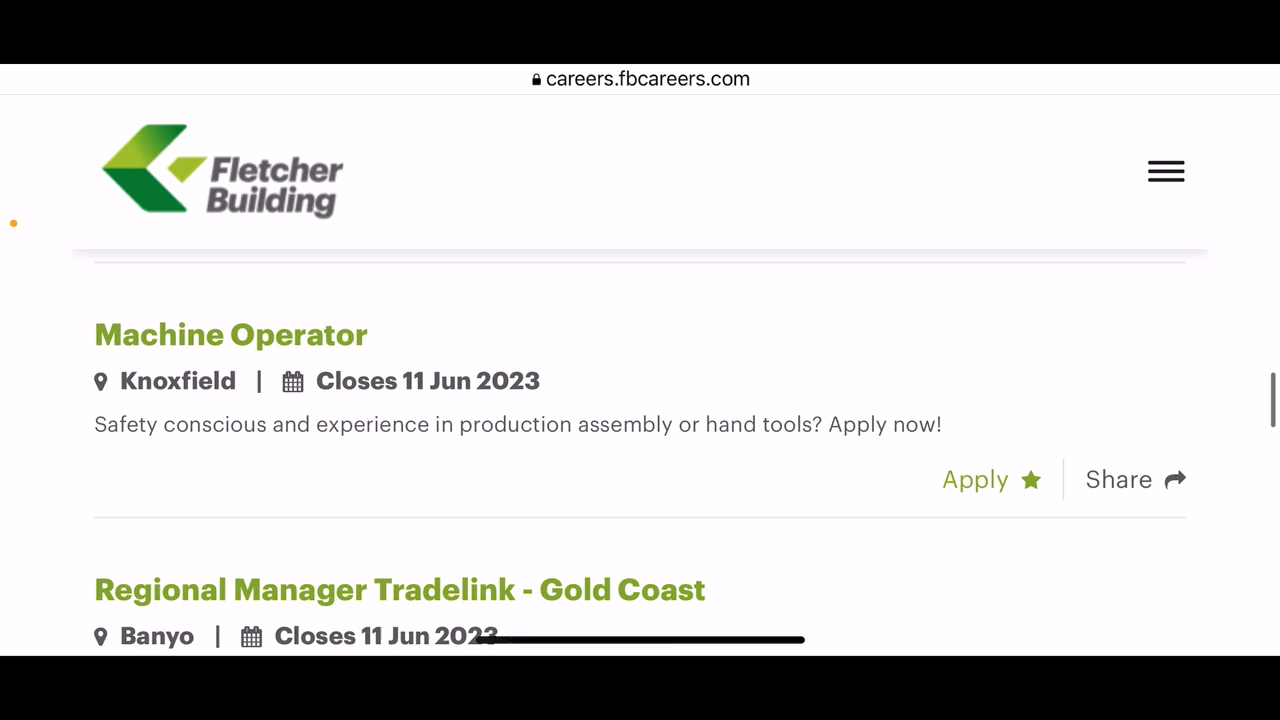 careers.fbcareers.com
Fletcher
Building
Machine Operator
Knoxfield | Closes 11 Jun 2023
Safety conscious and experience in production assembly or hand tools? Apply now!
Apply Share
Regional Manager Tradelink - Gold Coast
Banyo | Closes 11 Jun 2023